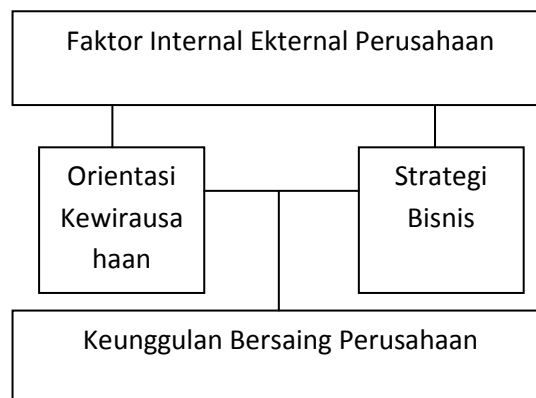 Faktor Internal Ekternal Perusahaan
Orientasi
Kewirausa
haan
Strategi
Bisnis
Keunggulan Bersaing Perusahaan